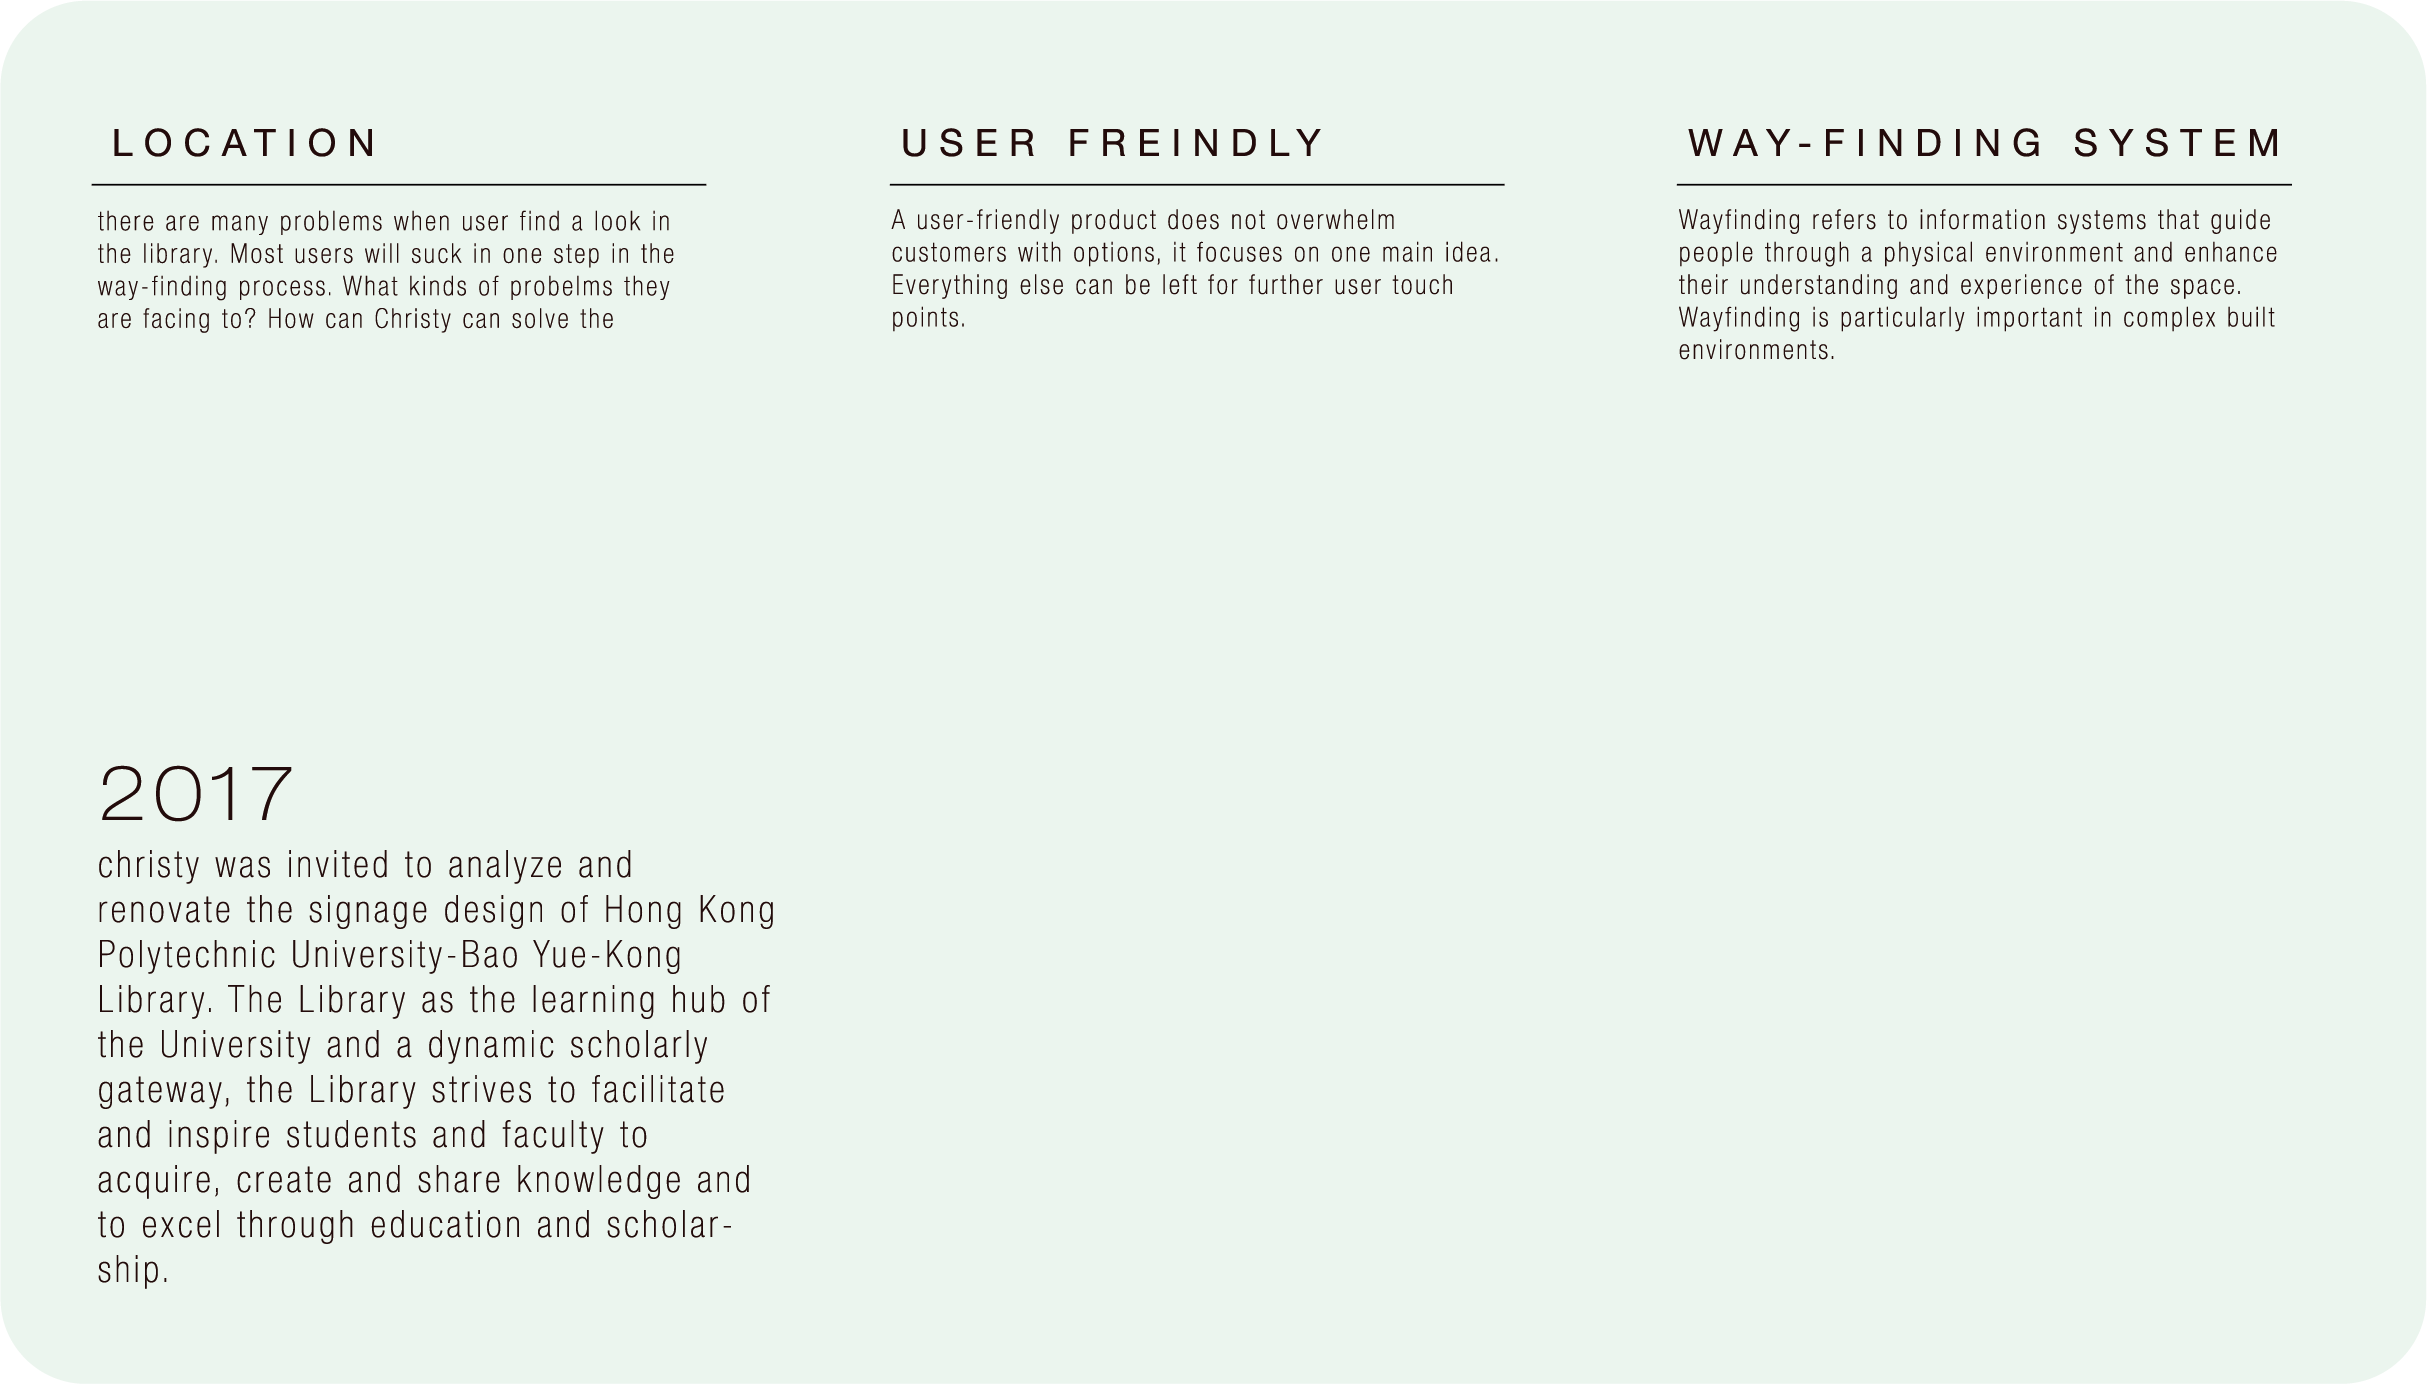 LOCATION
there are many problems when user find a look in
the library. Most users will suck in one step in the
way-finding process. What kinds of probelms they
are facing to? How can Christy can solve the
USER FREINDLY
A user-friendly product does not overwhelm
customers with options, it focuses on one main idea.
Everything else can be left for further user touch
points.
WAY-FINDING SYSTEM
Wayfinding refers to information systems that guide
people through a physical environment and enhance
their understanding and experience of the space.
Wayfinding is particularly important in complex built
environments.
2017
christy was invited to analyze and
renovate the signage design of Hong Kong
Polytechnic University-Bao Yue-Kong
Library. The Library as the learning hub of
the University and a dynamic scholarly
gateway, the Library strives to facilitate
and inspire students and faculty to
acquire, create and share knowledge and
to excel through education and scholar-
ship.